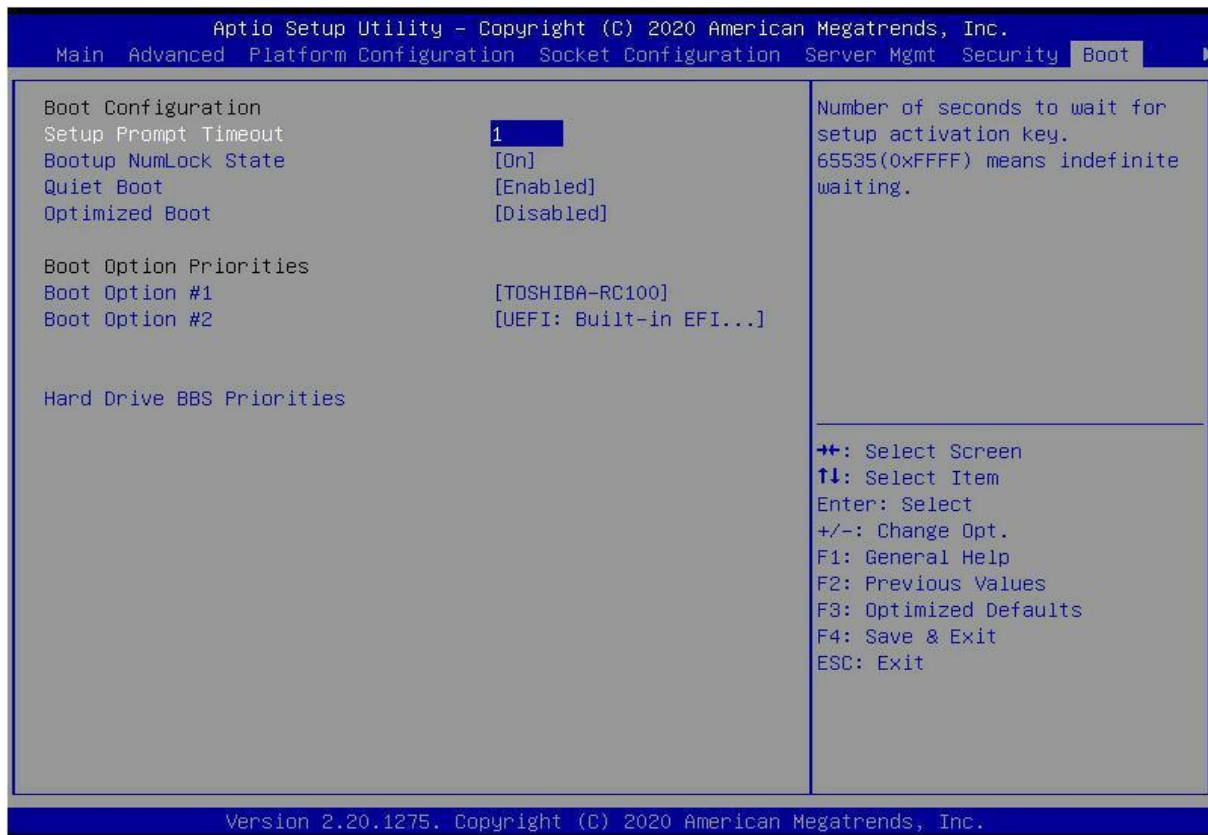 Aptio Setup Utility – Copyright (C) 2020 American Megatrends, Inc.
Main Advanced Platform Configuration Socket Configuration Server Mgmt Security Boot
Boot Configuration
Setup Prompt Timeout 1
Bootup NumLock State [On]
Quiet Boot [Enabled]
Optimized Boot [Disabled]
Boot Option Priorities
Boot Option #1 [TOSHIBA-RC100]
Boot Option #2 [UEFI: Built-in EFI...]
Hard Drive BBS Priorities
Number of seconds to wait for
setup activation key.
65535(0xFFFF) means indefinite
waiting.
→←: Select Screen
↑↓: Select Item
Enter: Select
+/-: Change Opt.
F1: General Help
F2: Previous Values
F3: Optimized Defaults
F4: Save & Exit
ESC: Exit
Version 2.20.1275. Copyright (C) 2020 American Megatrends, Inc.